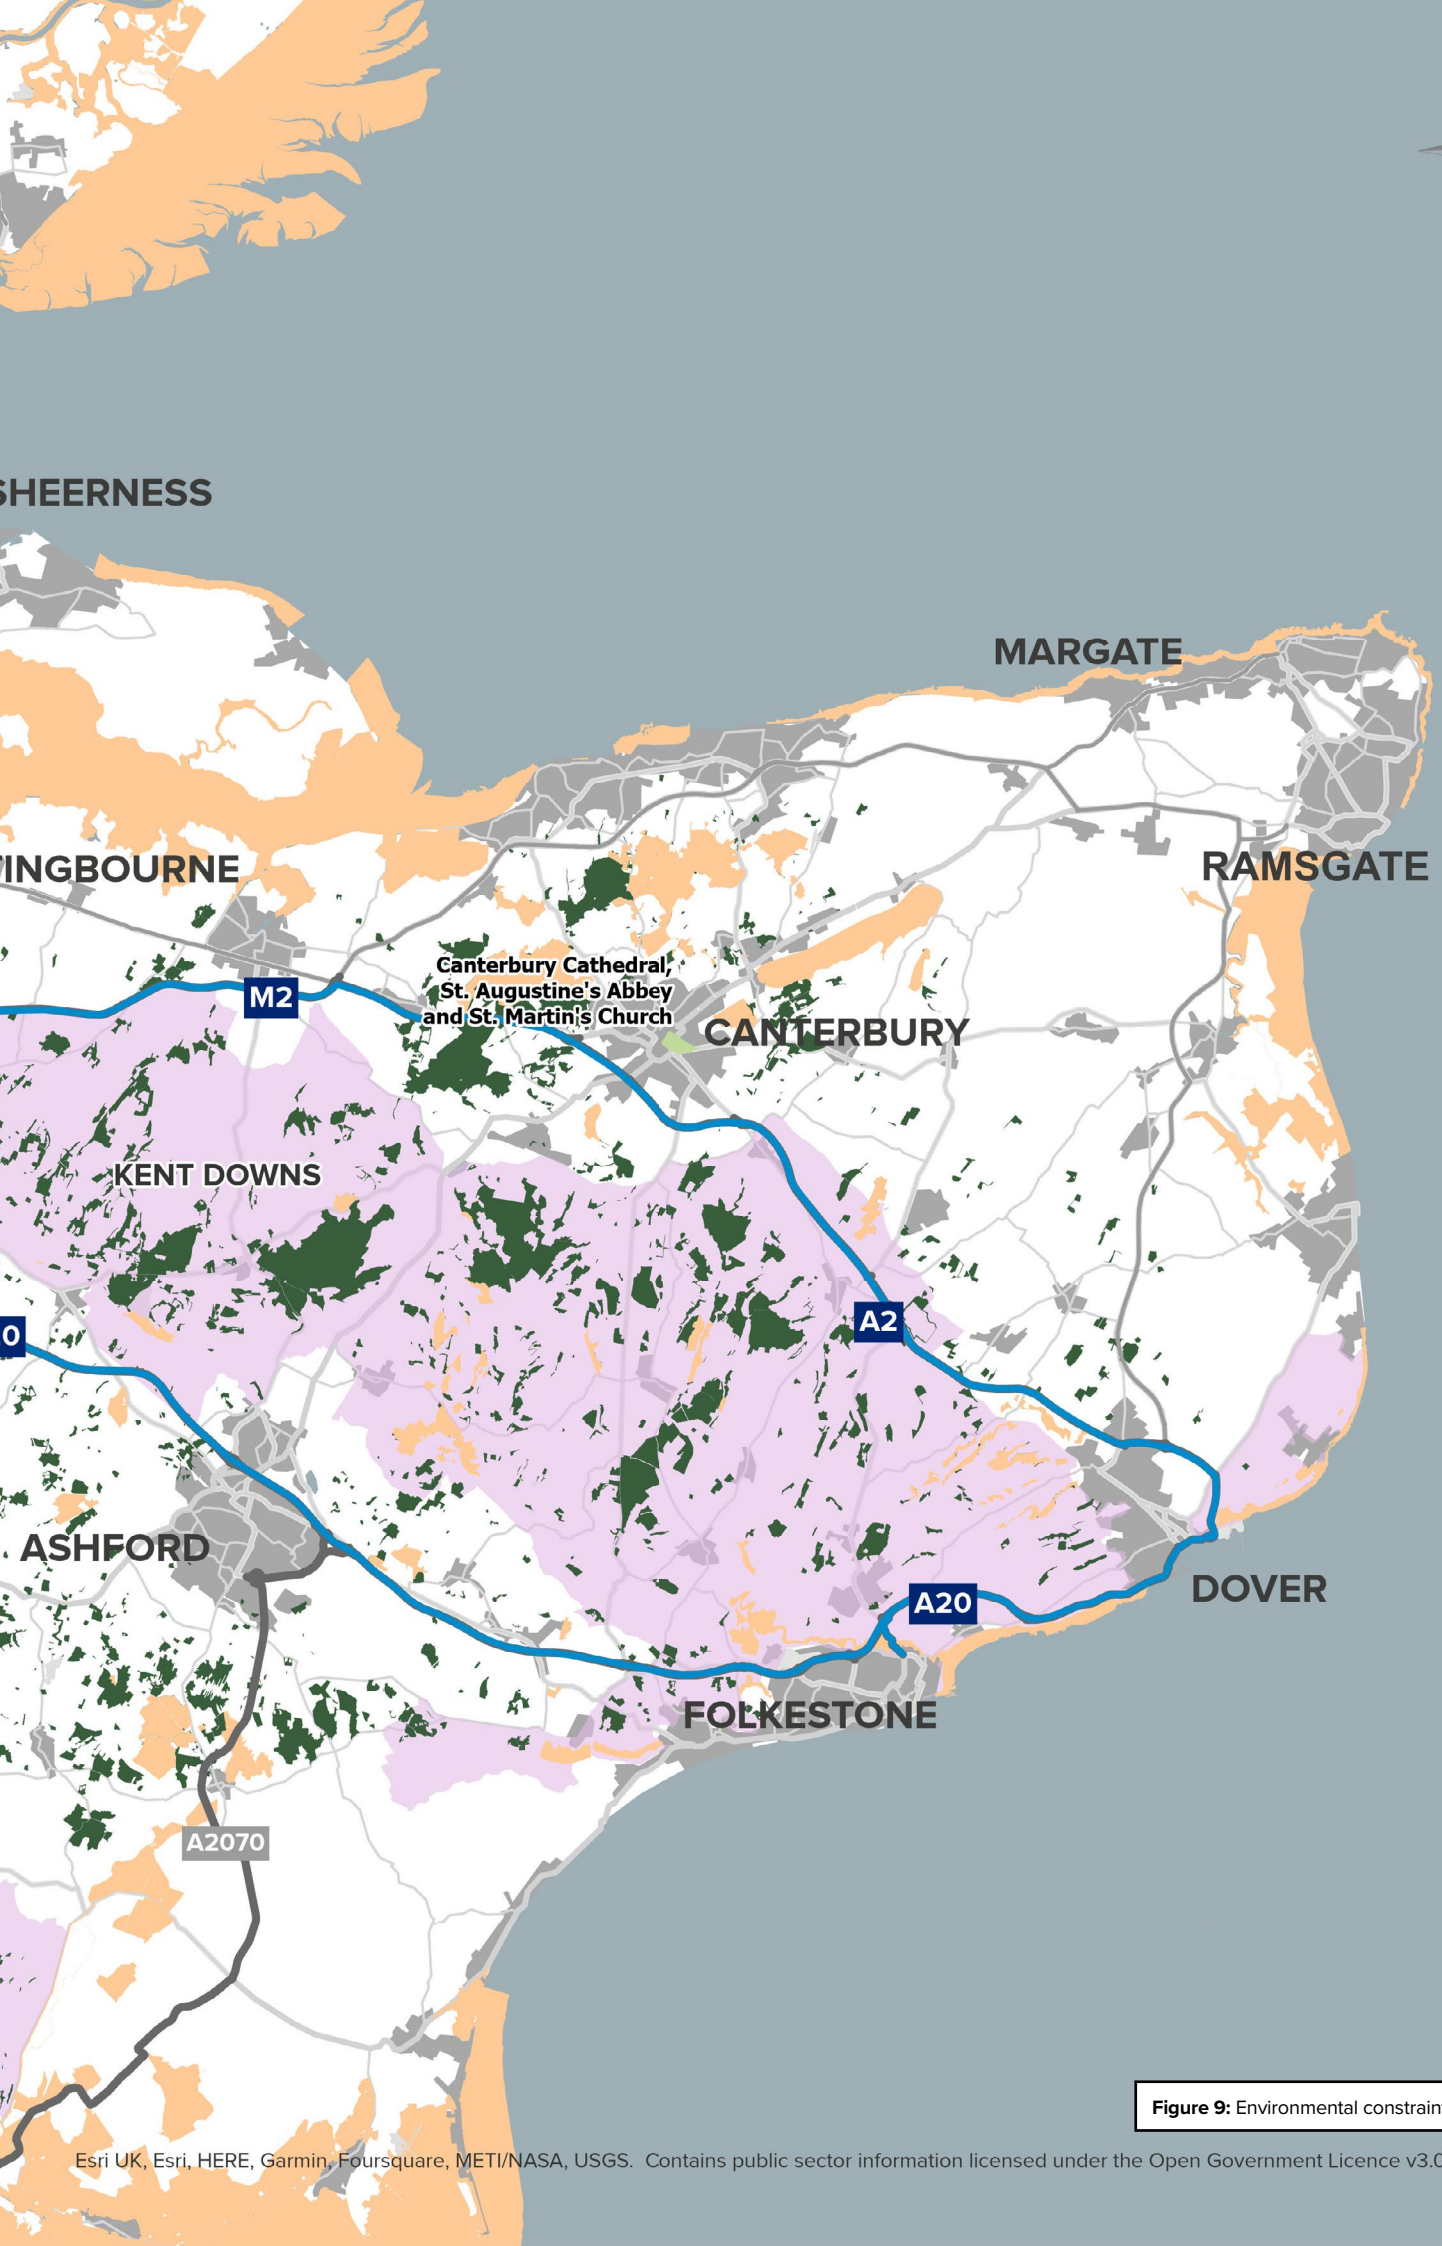 SHEERNESS
MARGATE
INGBOURNE
RAMSGATE
Canterbury Cathedral,
St. Augustine's Abbey
and St. Martin's Church
M2
CANTERBURY
KENT DOWNS
A2
0
ASHFORD
DOVER
A20
FOLKESTONE
A2070
Figure 9: Environmental constrain
Esri UK, Esri, HERE, Garmin, Foursquare, METI/NASA, USGS. Contains public sector information licensed under the Open Government Licence v3.0